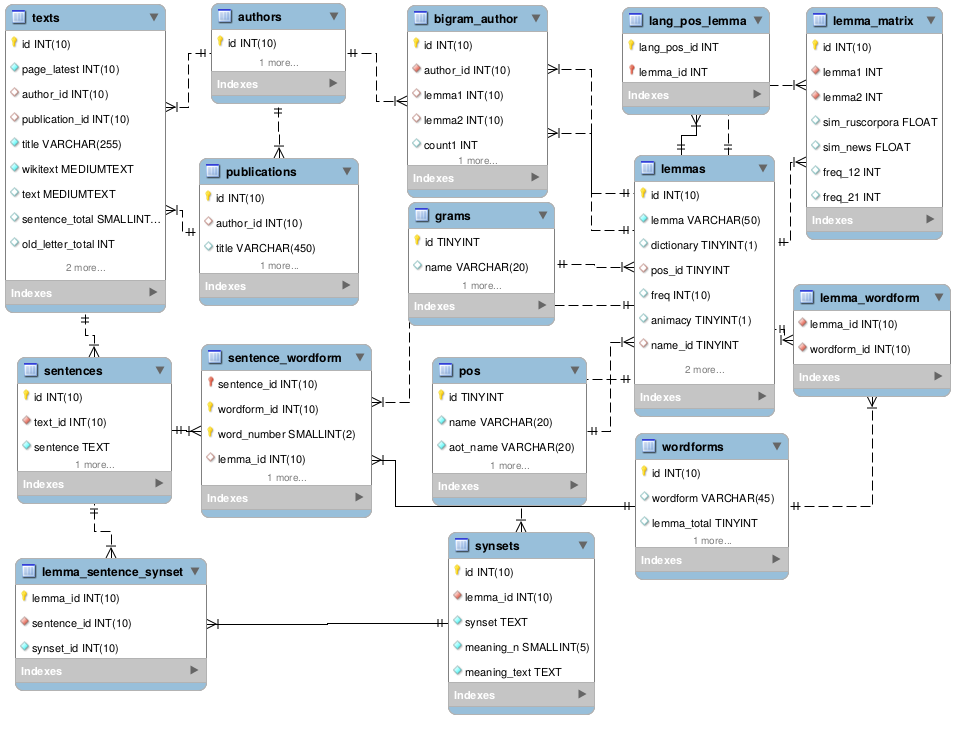 texts
id INT(10)
page_latest INT(10)
author_id INT(10)
publication_id INT(10)
title VARCHAR(255)
wikitext MEDIUMTEXT
text MEDIUMTEXT
sentence_total SMALLINT...
old_letter_total INT
2 more...
Indexes
authors
id INT(10)
1 more...
Indexes
bigram_author
id INT(10)
author_id INT(10)
lemma1 INT(10)
lemma2 INT(10)
count1 INT
1 more...
Indexes
lang_pos_lemma
lang_pos_id INT
lemma_id INT
Indexes
lemma_matrix
id INT(10)
lemma1 INT
lemma2 INT
sim_ruscorpora FLOAT
sim_news FLOAT
freq_12 INT
freq_21 INT
Indexes
publications
id INT(10)
author_id INT(10)
title VARCHAR(450)
1 more...
Indexes
grams
id TINYINT
name VARCHAR(20)
1 more...
Indexes
lemmas
id INT(10)
lemma VARCHAR(50)
dictionary TINYINT(1)
pos_id TINYINT
freq INT(10)
animacy TINYINT(1)
name_id TINYINT
2 more...
Indexes
lemma_wordform
lemma_id INT(10)
wordform_id INT(10)
Indexes
sentences
id INT(10)
text_id INT(10)
sentence TEXT
1 more...
Indexes
sentence_wordform
sentence_id INT(10)
wordform_id INT(10)
word_number SMALLINT(2)
lemma_id INT(10)
1 more...
Indexes
pos
id TINYINT
name VARCHAR(20)
aot_name VARCHAR(20)
1 more...
Indexes
wordforms
id INT(10)
wordform VARCHAR(45)
lemma_total TINYINT
1 more...
Indexes
lemma_sentence_synset
lemma_id INT(10)
sentence_id INT(10)
synset_id INT(10)
Indexes
synsets
id INT(10)
lemma_id INT(10)
synset TEXT
meaning_n SMALLINT(5)
meaning_text TEXT
Indexes